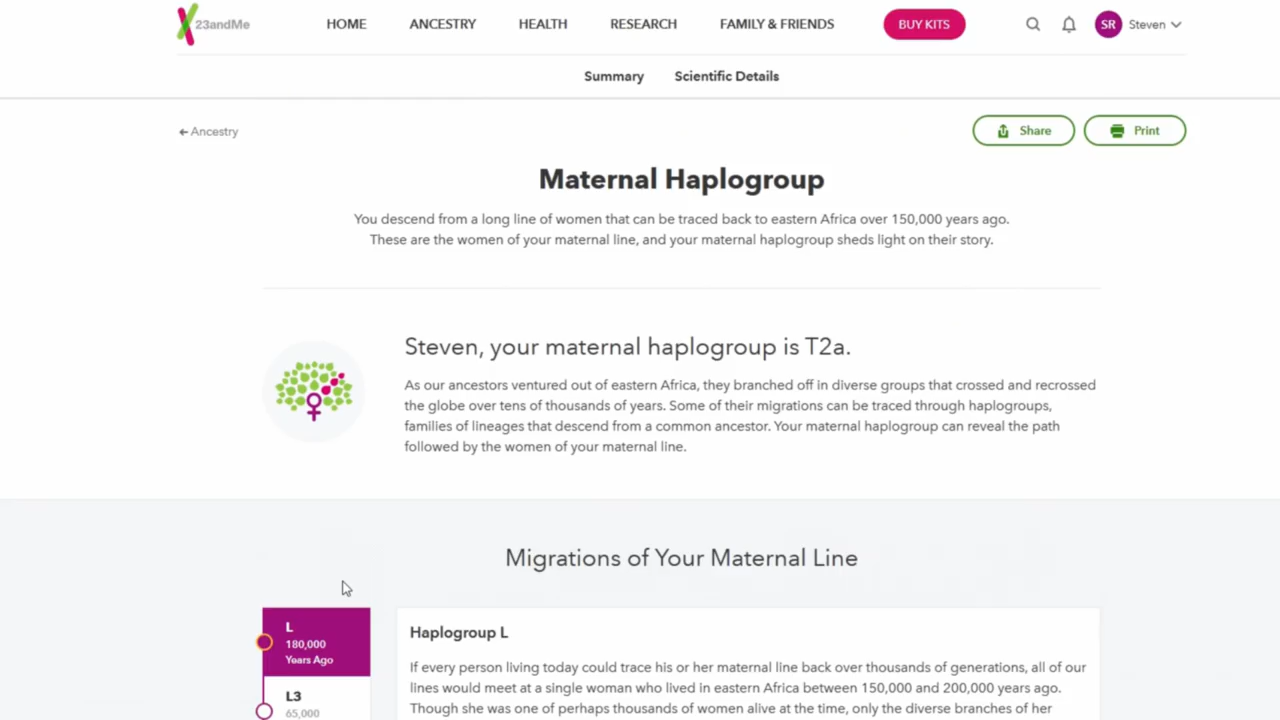 23andMe
HOME
ANCESTRY
HEALTH
RESEARCH
FAMILY & FRIENDS
BUY KITS
SR
Steven
Summary
Scientific Details
Ancestry
Share
Print
Maternal Haplogroup
You descend from a long line of women that can be traced back to eastern Africa over 150,000 years ago.
These are the women of your maternal line, and your maternal haplogroup sheds light on their story.
Steven, your maternal haplogroup is T2a.
As our ancestors ventured out of eastern Africa, they branched off in diverse groups that crossed and recrossed
the globe over tens of thousands of years. Some of their migrations can be traced through haplogroups,
families of lineages that descend from a common ancestor. Your maternal haplogroup can reveal the path
followed by the women of your maternal line.
Migrations of Your Maternal Line
L
180,000
Years Ago
L3
65,000
Haplogroup L
If every person living today could trace his or her maternal line back over thousands of generations, all of our
lines would meet at a single woman who lived in eastern Africa between 150,000 and 200,000 years ago.
Though she was one of perhaps thousands of women alive at the time, only the diverse branches of her